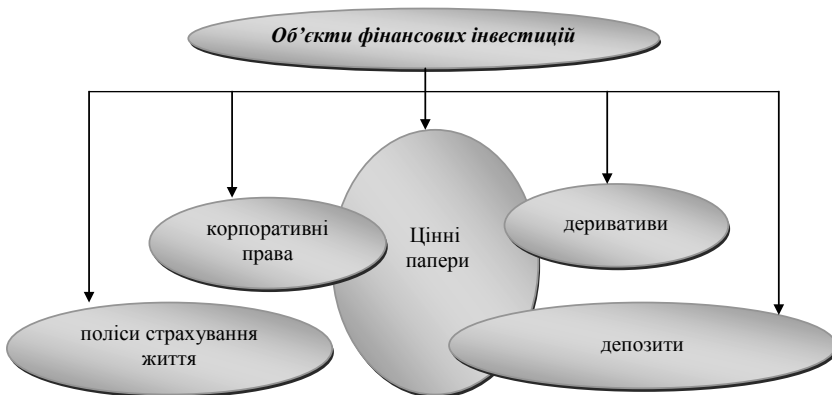 Об’єкти фінансових інвестицій
корпоративні
права
Цінні
папери
деривативи
поліси страхування
життя
депозити